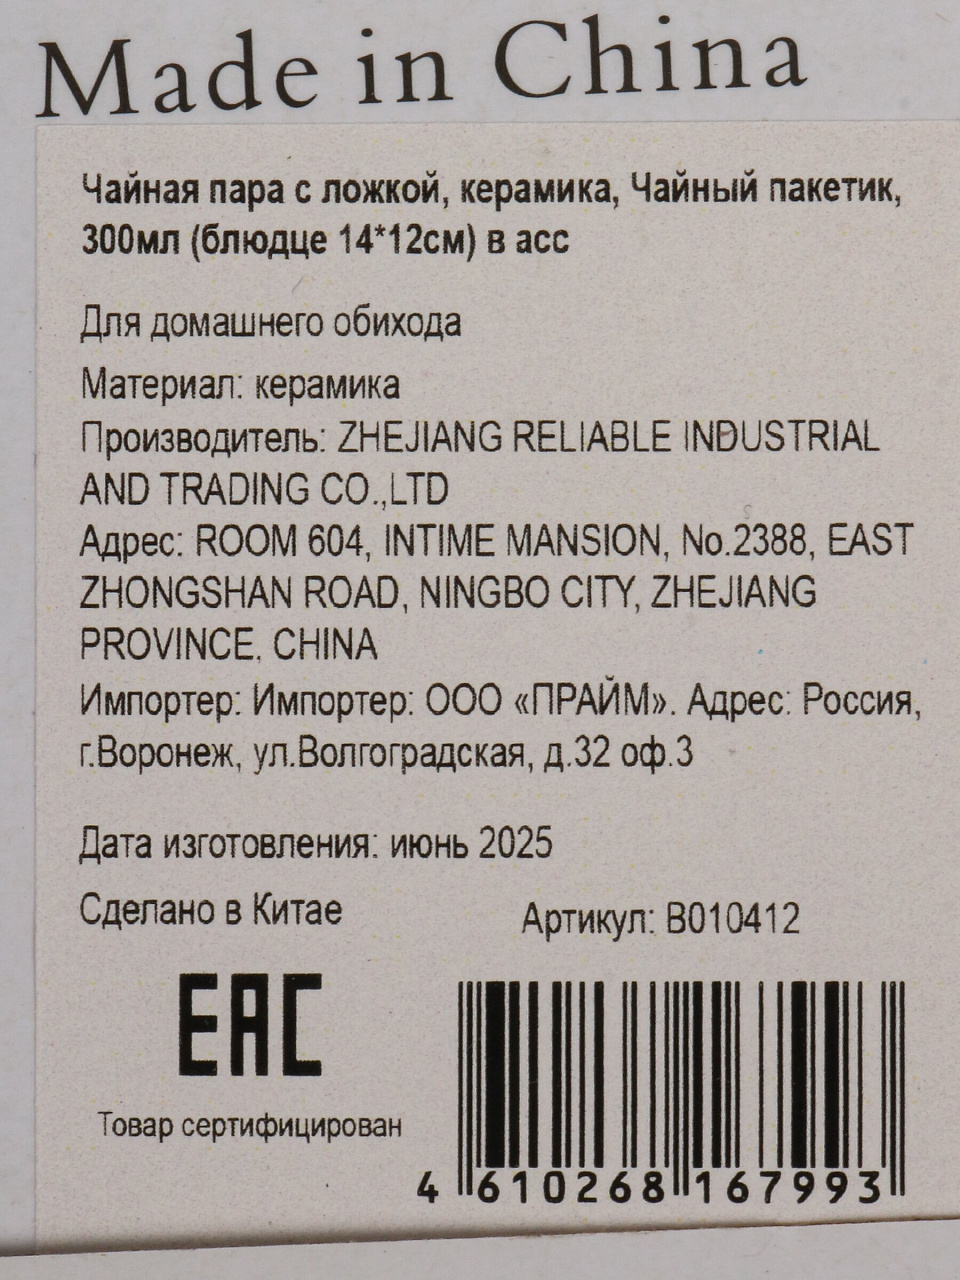 Made in China
Чайная пара с ложкой, керамика, Чайный пакетик,
300мл (блюдце 14*12см) в асс
Для домашнего обихода
Материал: керамика
Производитель: ZHEJIANG RELIABLE INDUSTRIAL
AND TRADING CO.,LTD
Адрес: ROOM 604, INTIME MANSION, No.2388, EAST
ZHONGSHAN ROAD, NINGBO CITY, ZHEJIANG
PROVINCE, CHINA
Импортер: Импортер: ООО «ПРАЙМ». Адрес: Россия,
г.Воронеж, ул.Волгоградская, д.32 оф.3
Дата изготовления: июнь 2025
Сделано в Китае
Артикул: B010412
EAC
Товар сертифицирован
4 610268 167993